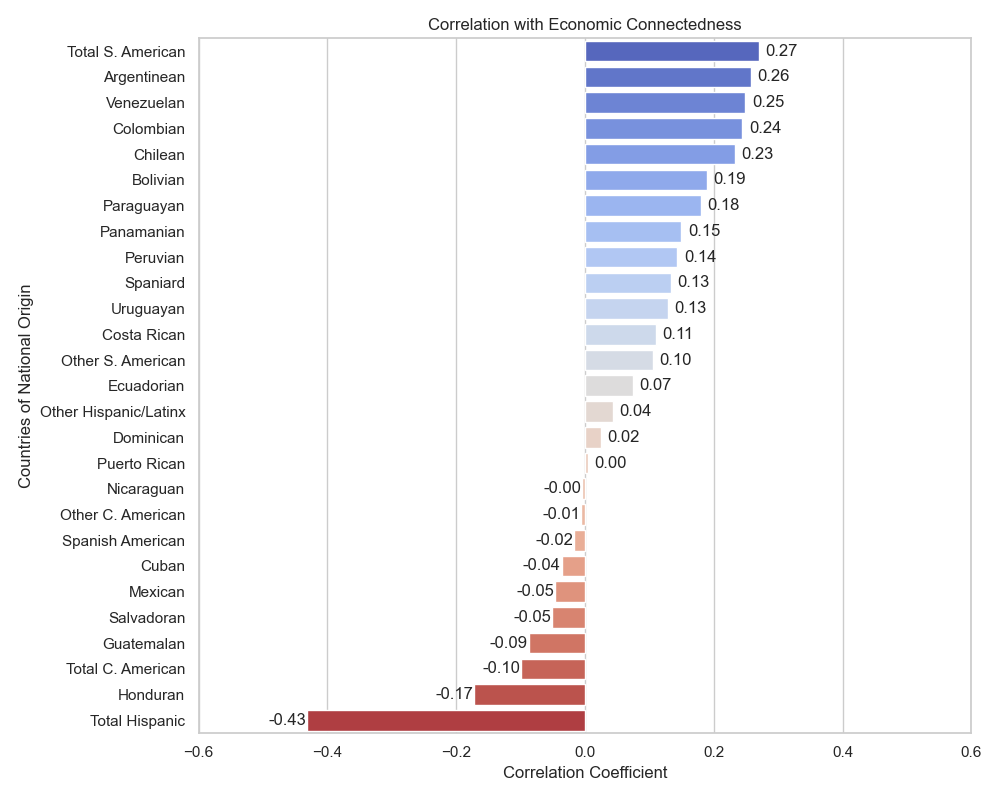 Correlation with Economic Connectedness
Total S. American 0.27
Argentinean 0.26
Venezuelan 0.25
Colombian 0.24
Chilean 0.23
Bolivian 0.19
Paraguayan 0.18
Panamanian 0.15
Peruvian 0.14
Spaniard 0.13
Uruguayan 0.13
Costa Rican 0.11
Other S. American 0.10
Ecuadorian 0.07
Other Hispanic/Latinx 0.04
Dominican 0.02
Puerto Rican 0.00
Nicaraguan -0.00
Other C. American -0.01
Spanish American -0.02
Cuban -0.04
Mexican -0.05
Salvadoran -0.05
Guatemalan -0.09
Total C. American -0.10
Honduran -0.17
Total Hispanic -0.43
Countries of National Origin
−0.6 −0.4 −0.2 0.0 0.2 0.4 0.6
Correlation Coefficient